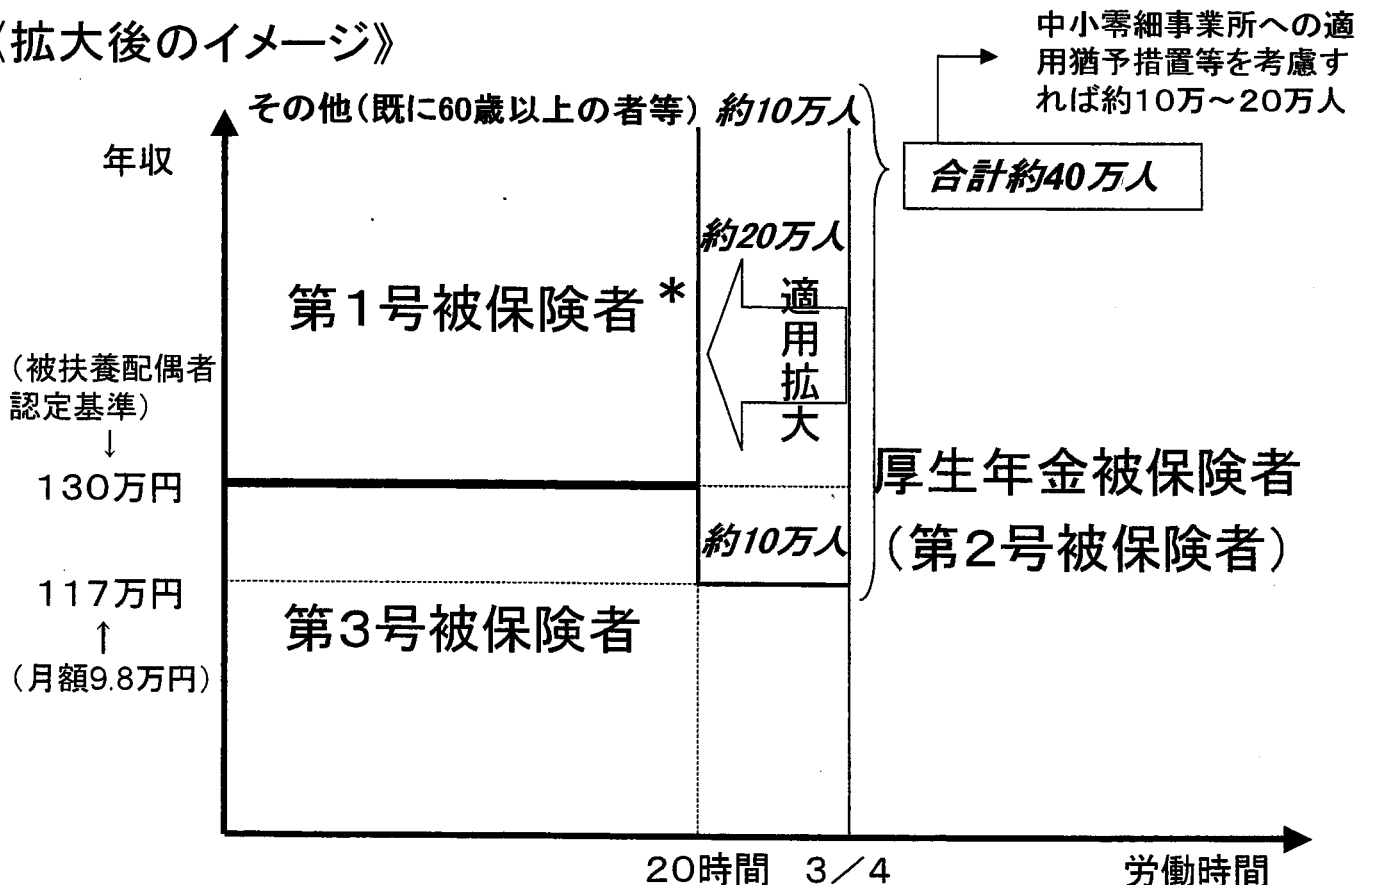 《拡大後のイメージ》
中小零細事業所への適
用猶予措置等を考慮す
れば約10万～20万人
その他(既に60歳以上の者等) 約10万人
年収
合計約40万人
約20万人
第1号被保険者*
適用拡大
(被扶養配偶者
認定基準)
↓
130万円
厚生年金被保険者
(第2号被保険者)
約10万人
117万円
↑
(月額9.8万円)
第3号被保険者
20時間 3／4 労働時間